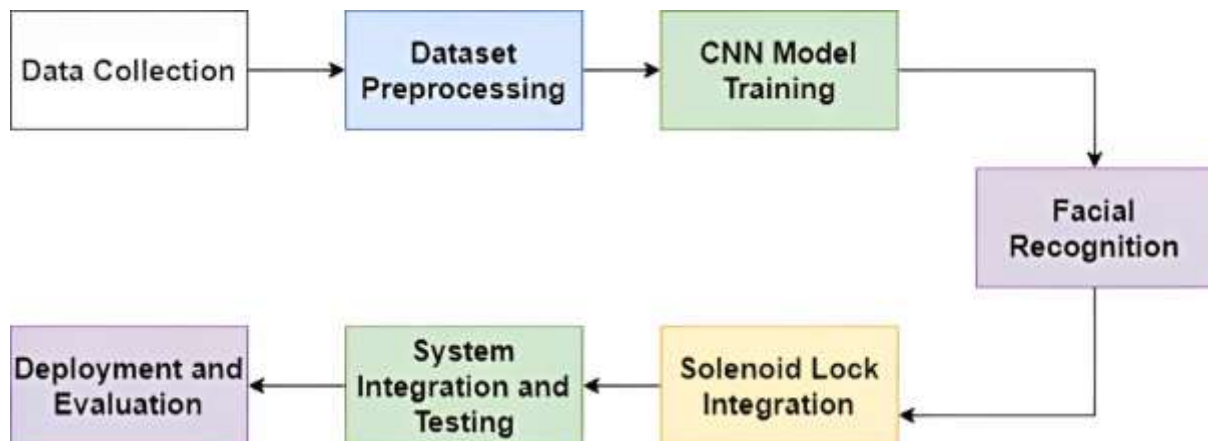 Data Collection
Dataset
Preprocessing
CNN Model
Training
Facial
Recognition
Solenoid Lock
Integration
System
Integration and
Testing
Deployment and
Evaluation